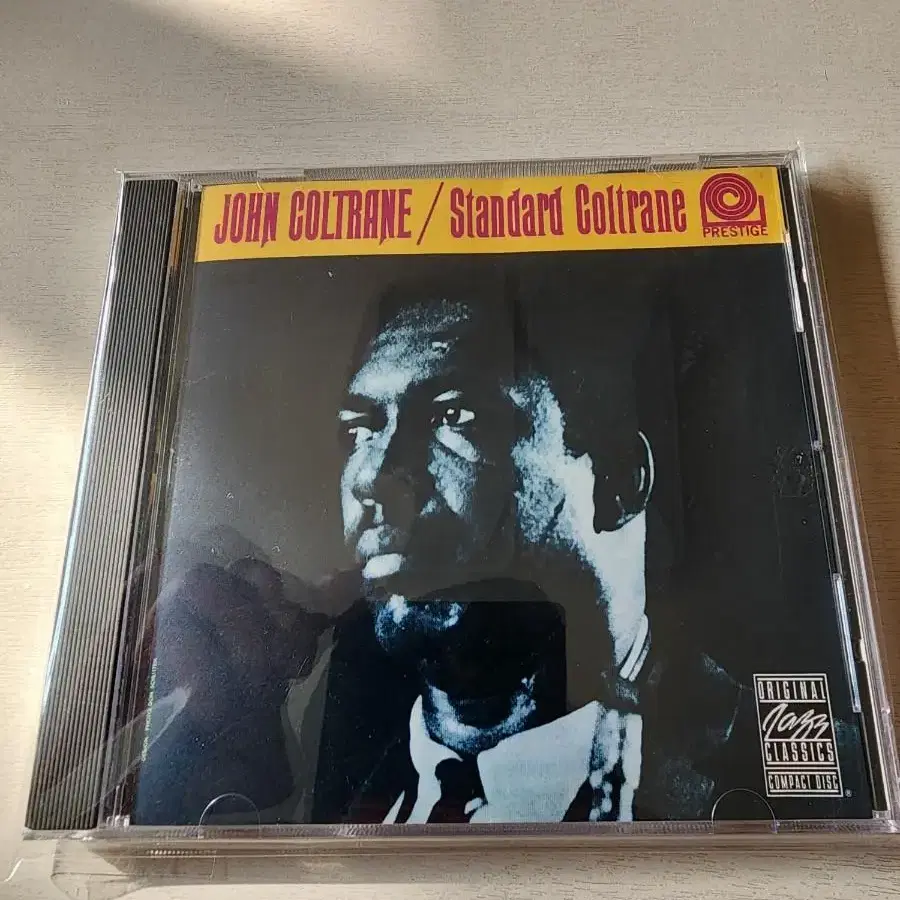 JOHN COLTRANE / Standard Coltrane
PRESTIGE
ORIGINAL
Jazz
CLASSICS
COMPACT DISC
®